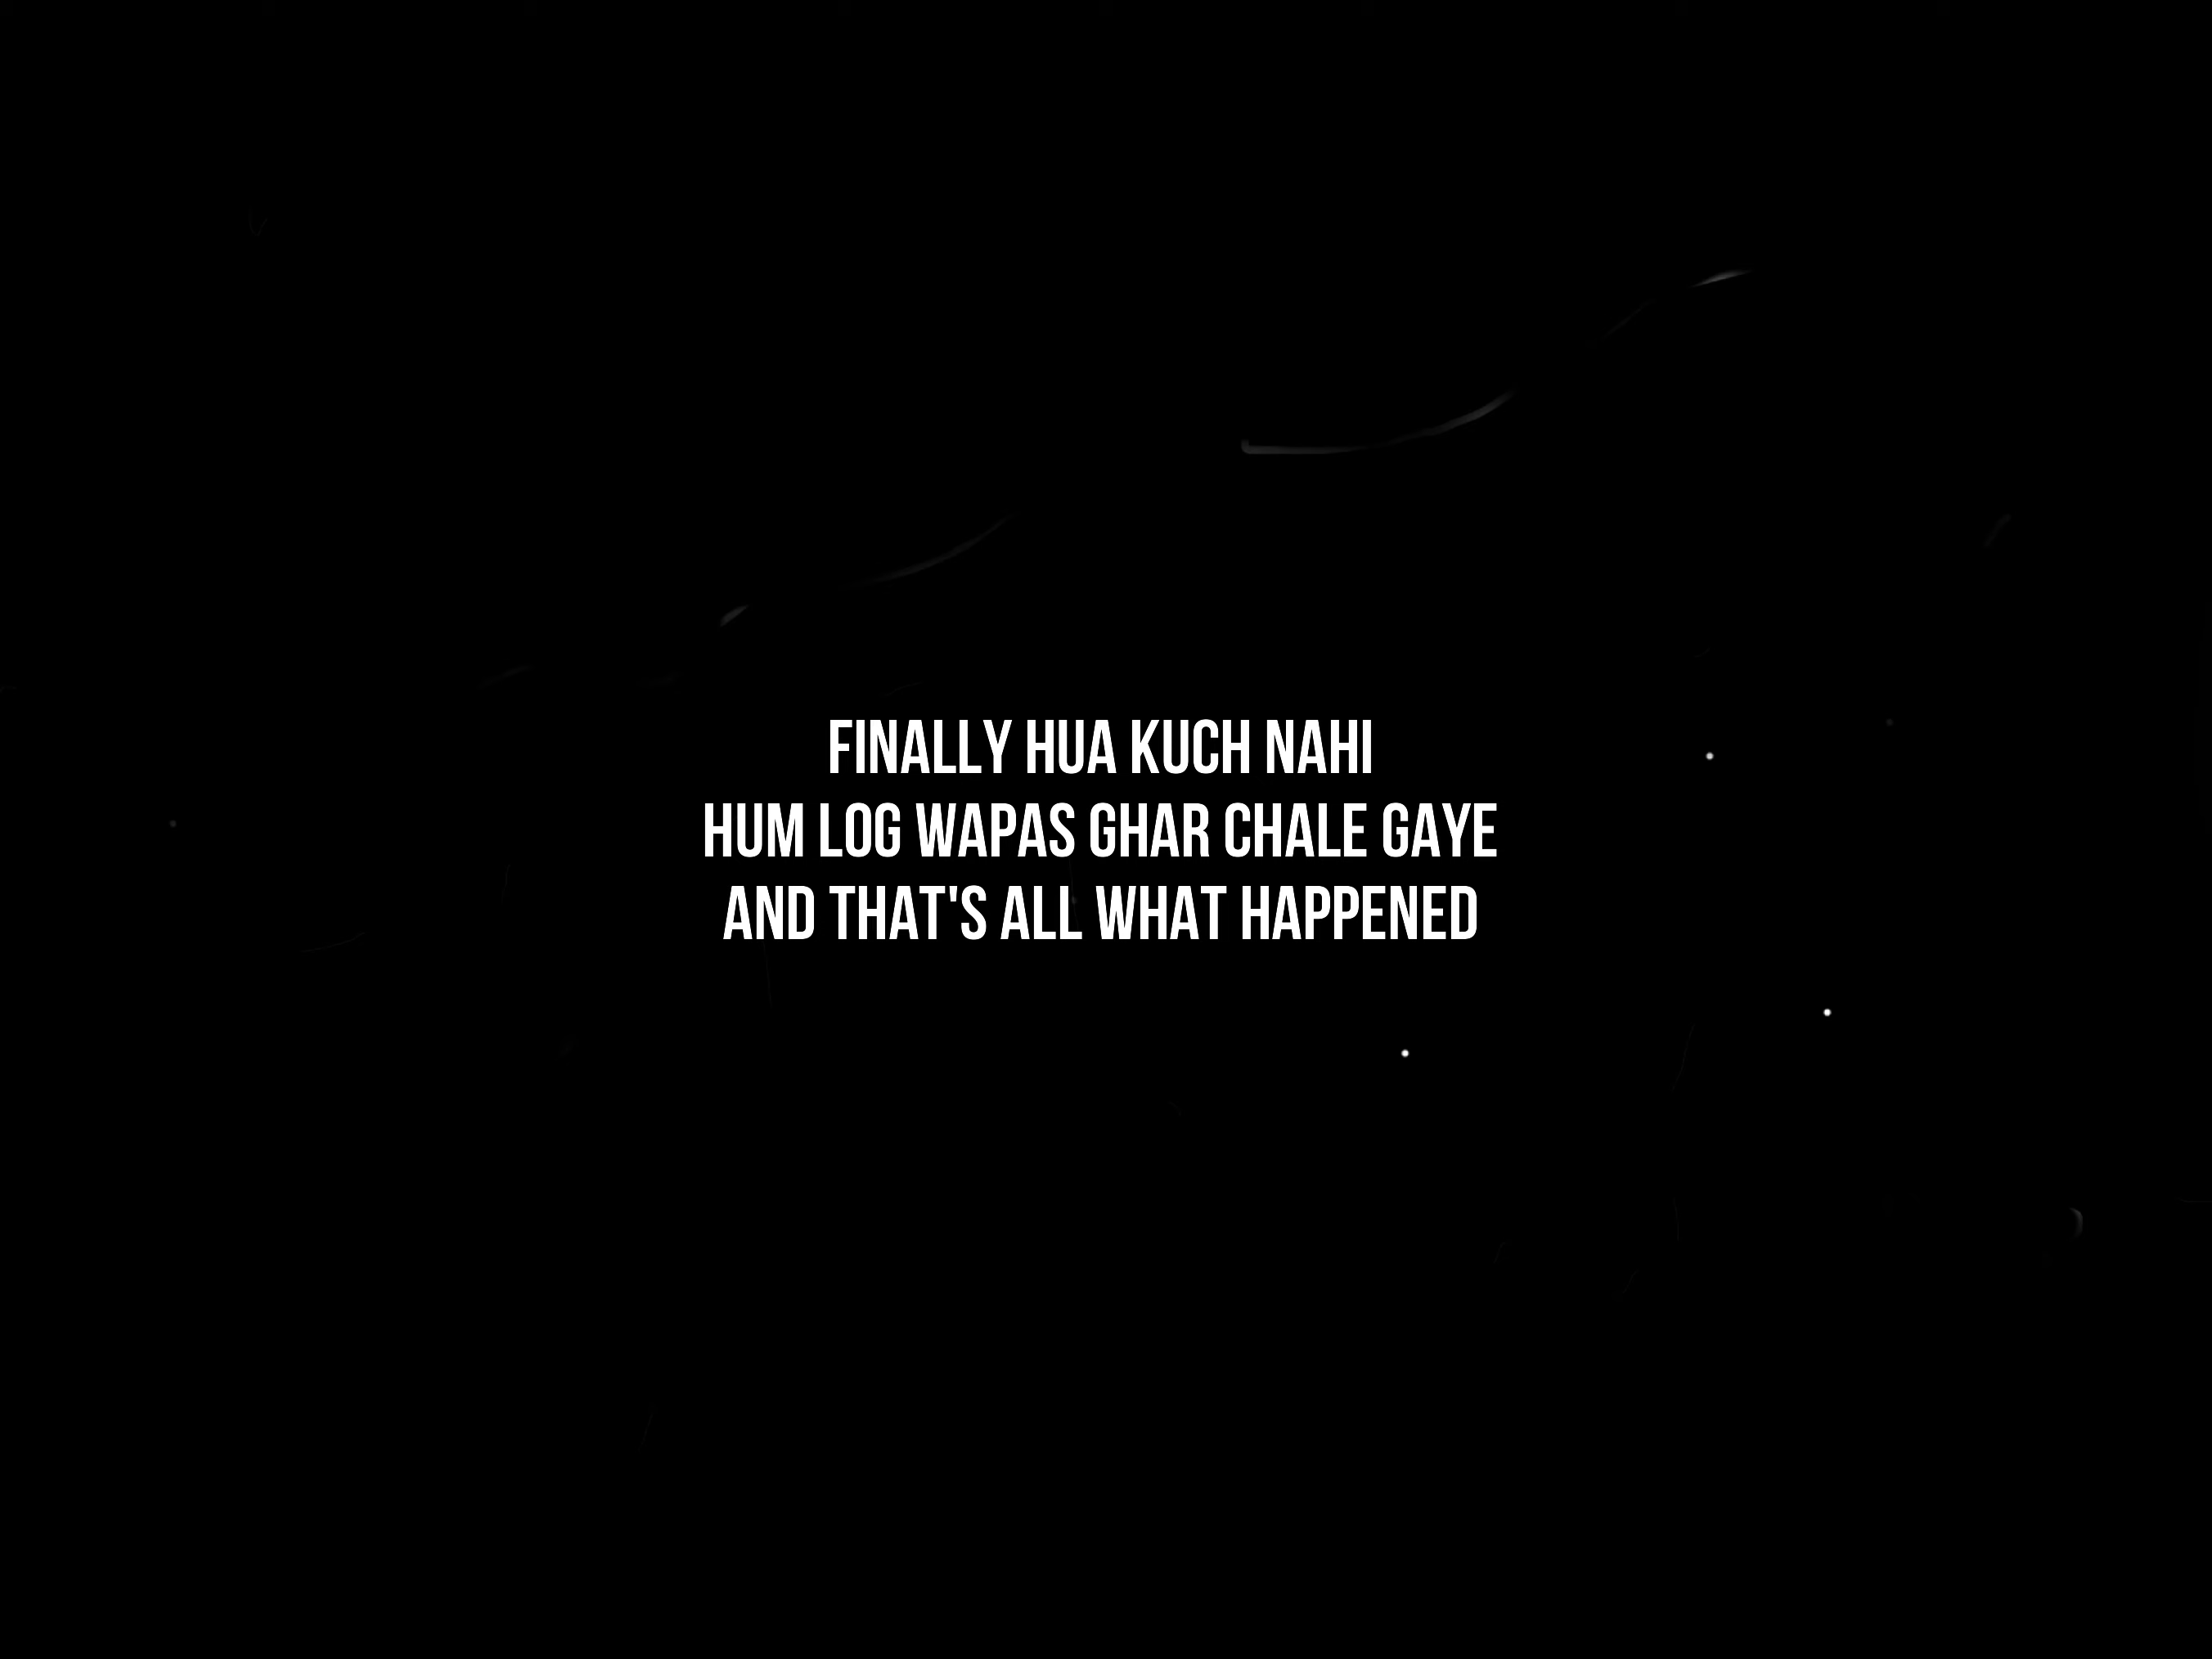 FINALLY HUA KUCH NAHI
HUM LOG WAPAS GHAR CHALE GAYE
AND THAT'S ALL WHAT HAPPENED